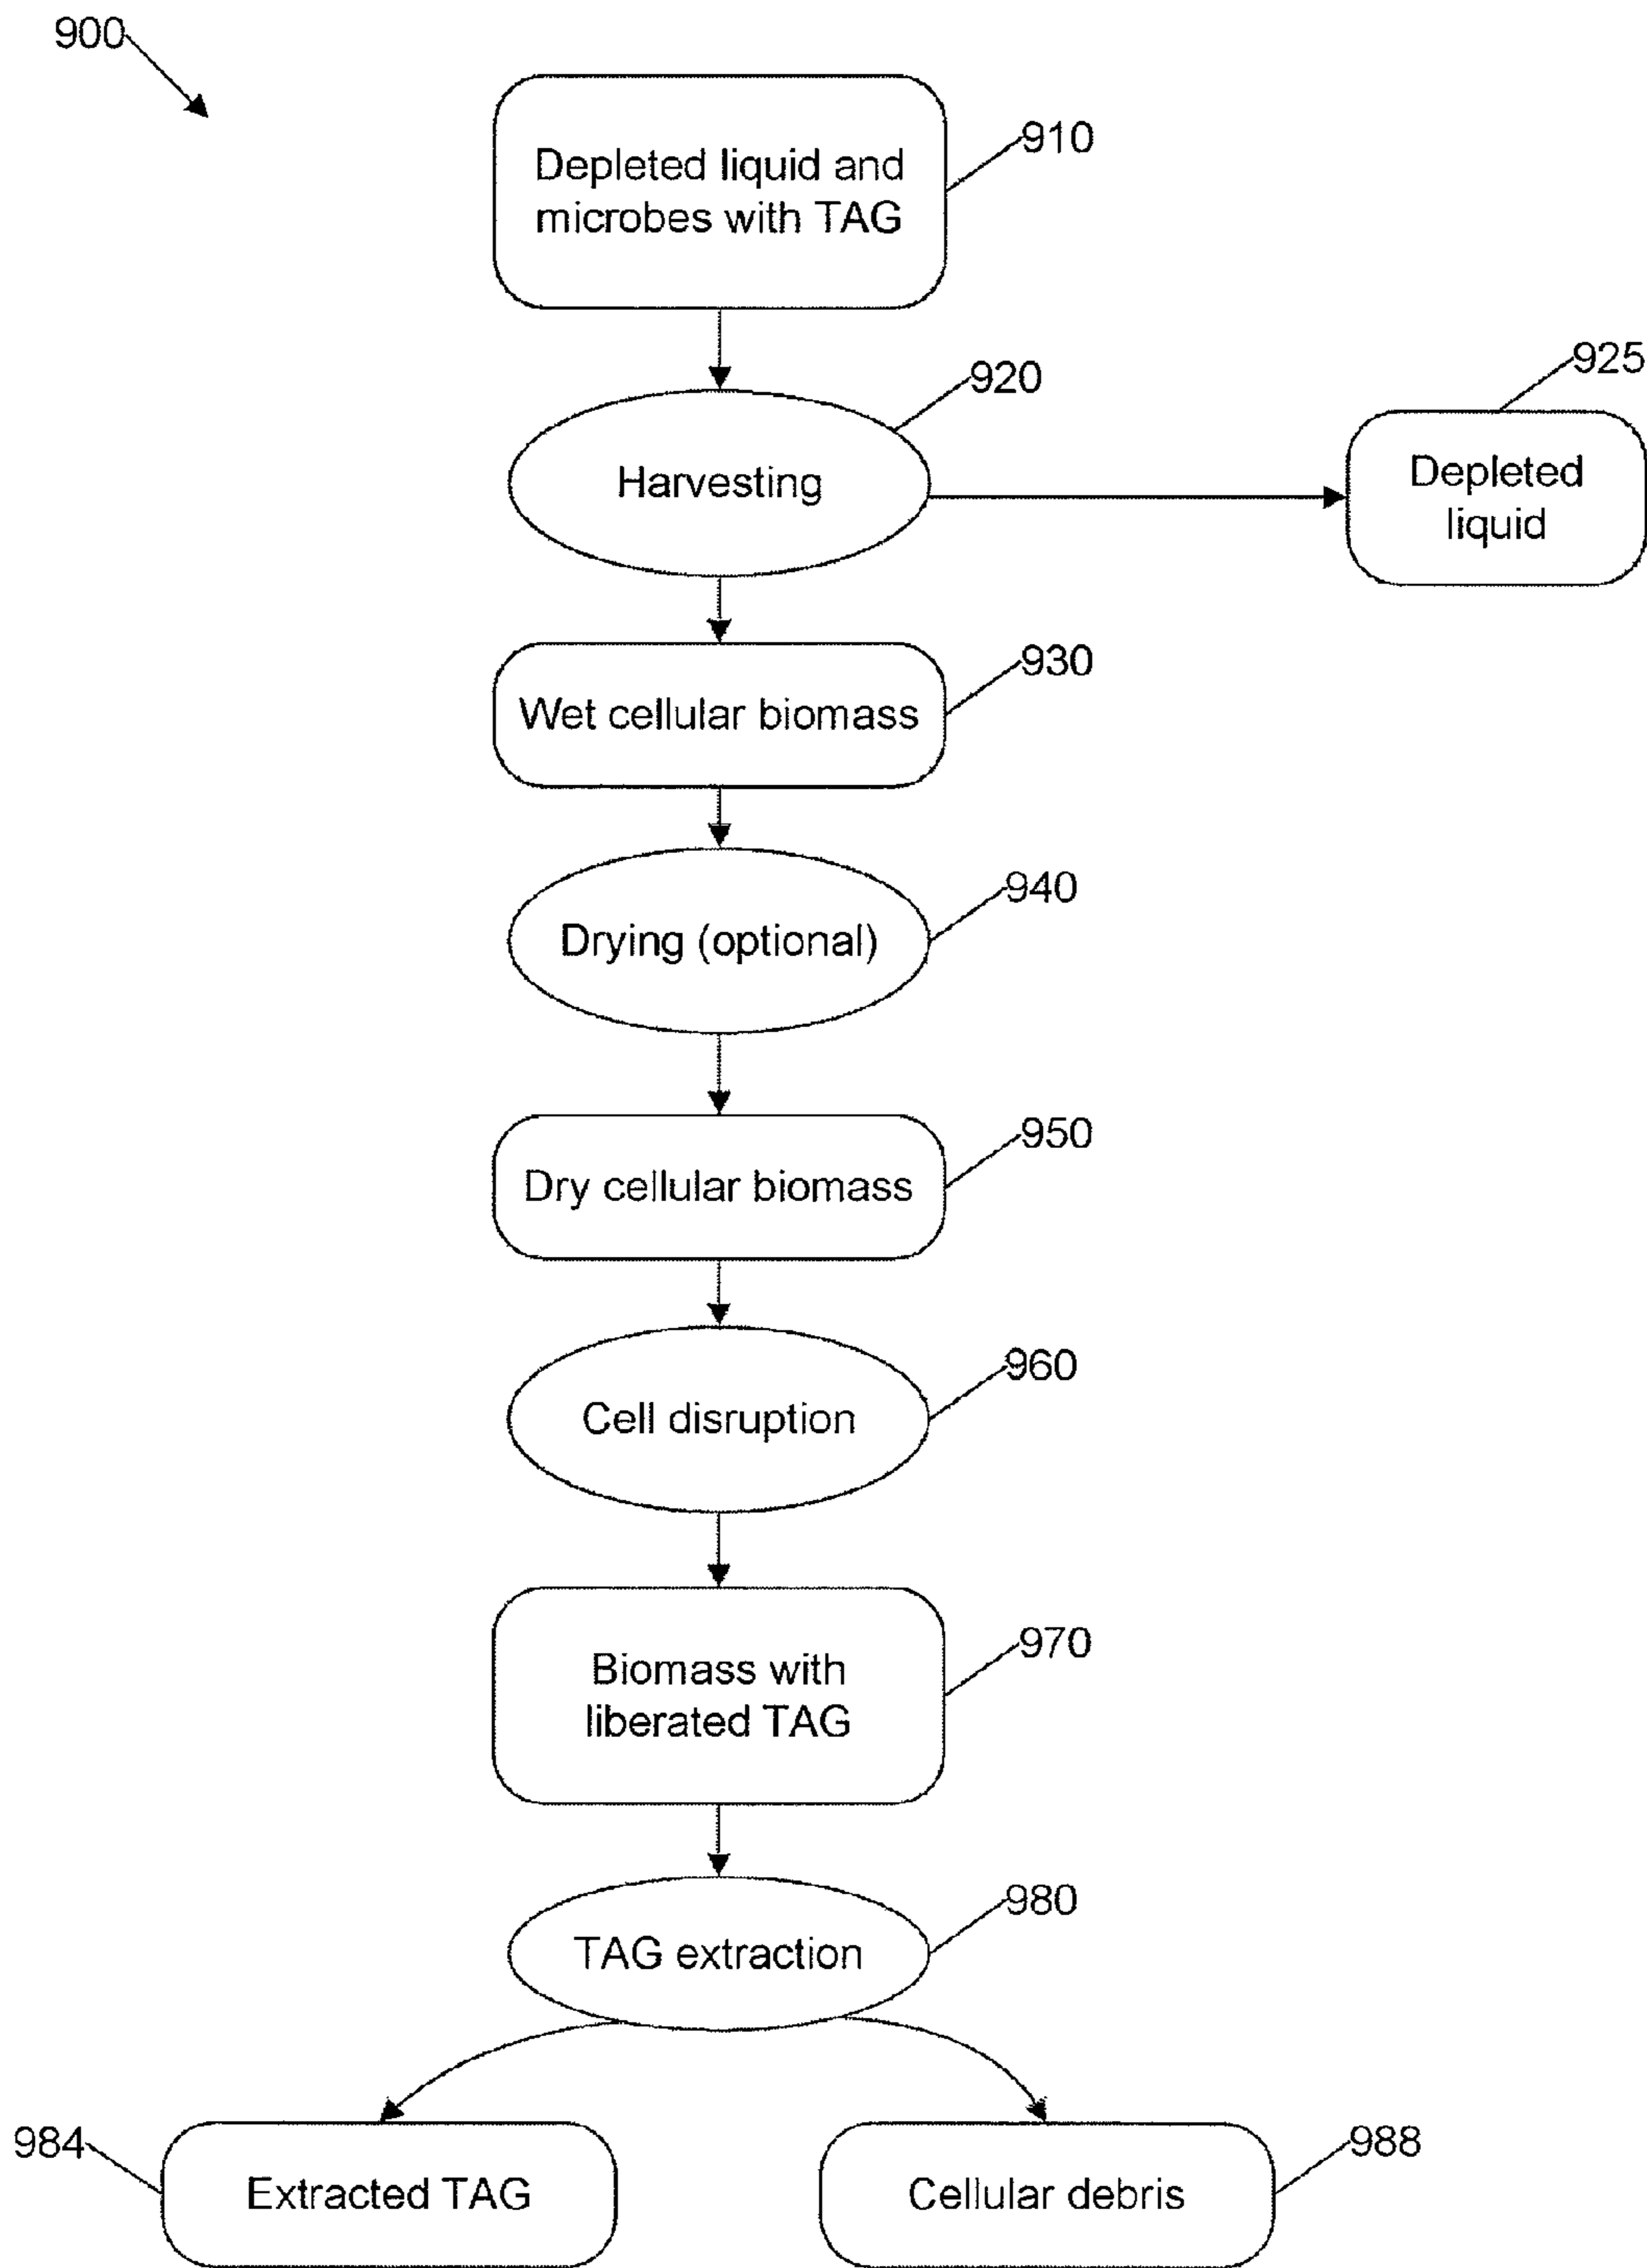 900
Depleted liquid and
microbes with TAG
910
920
Harvesting
925
Depleted
liquid
930
Wet cellular biomass
940
Drying (optional)
950
Dry cellular biomass
960
Cell disruption
970
Biomass with
liberated TAG
980
TAG extraction
984
Extracted TAG
988
Cellular debris